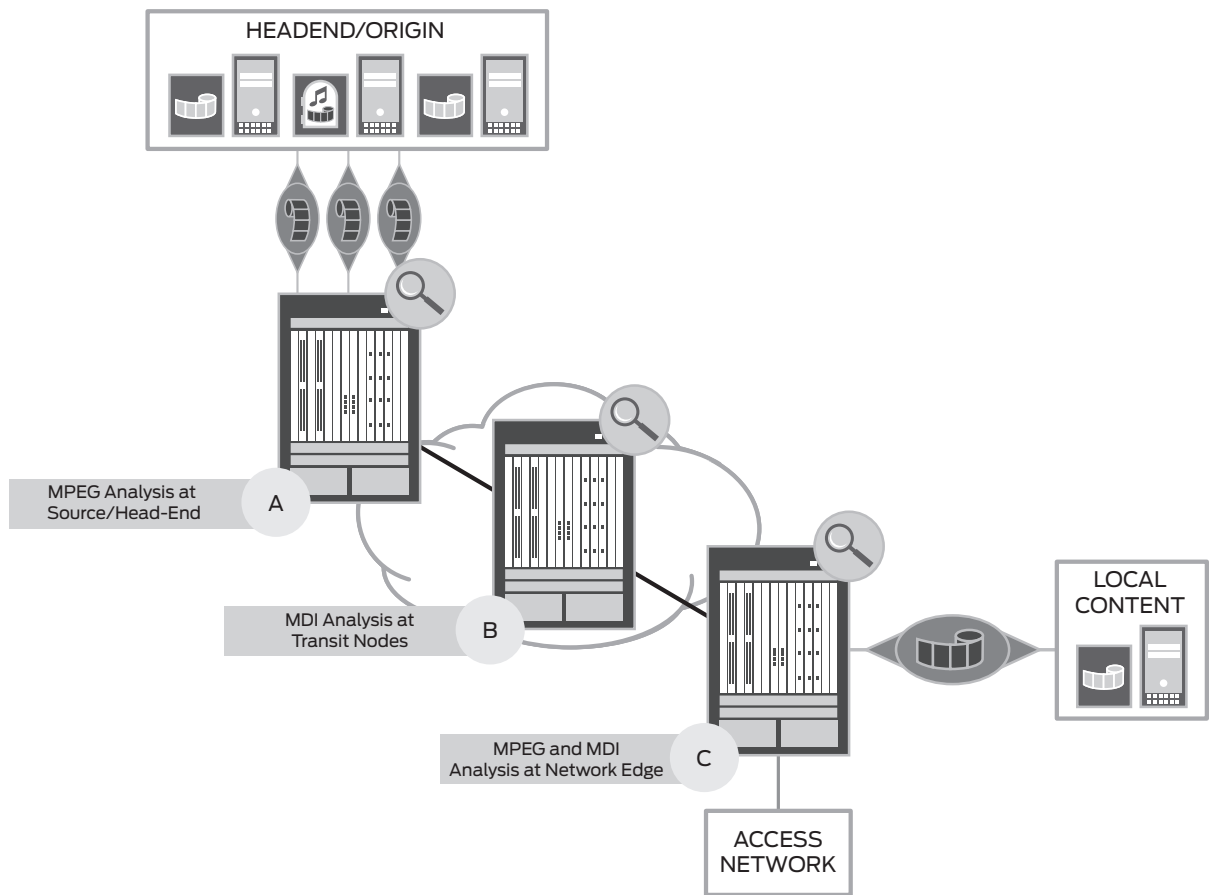 HEADEND/ORIGIN
MPEG Analysis at
Source/Head-End
A
MDI Analysis at
Transit Nodes
B
MPEG and MDI
Analysis at Network Edge
C
LOCAL
CONTENT
ACCESS
NETWORK